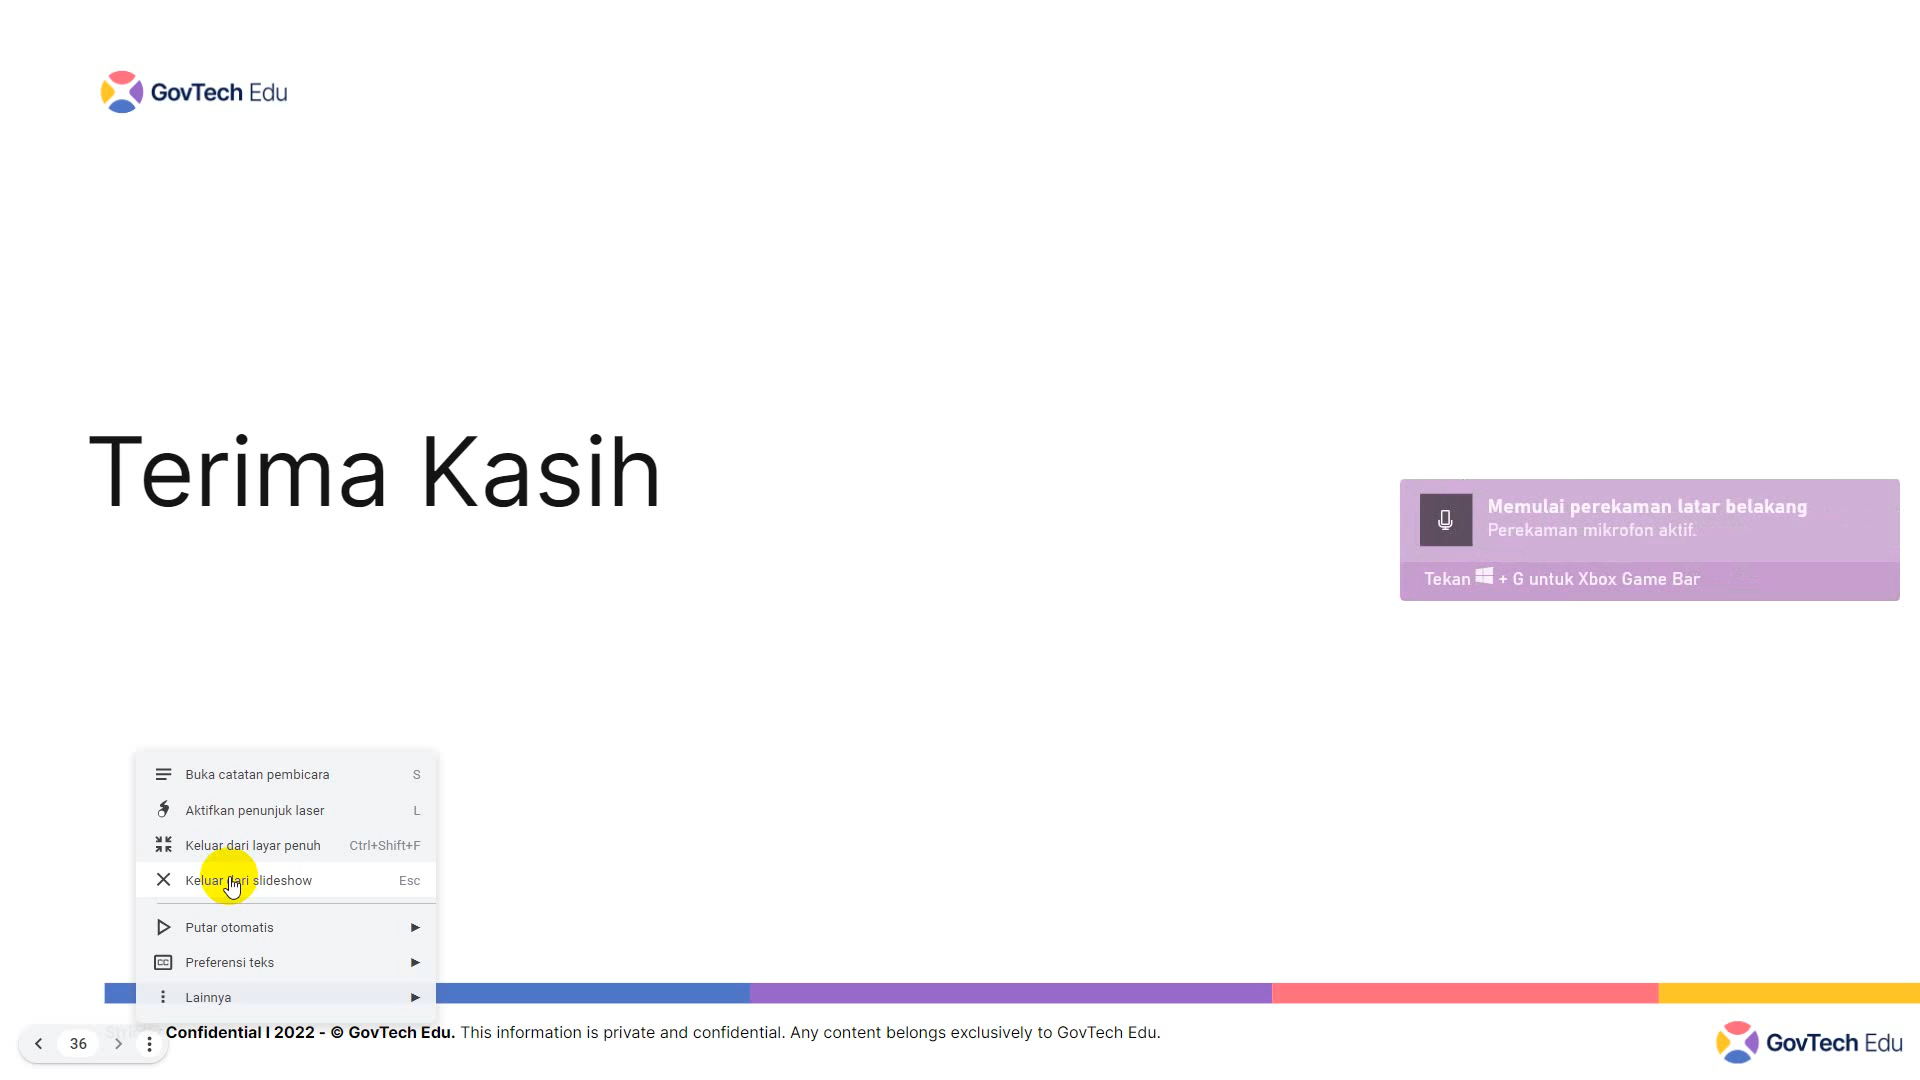 GovTech Edu
Terima Kasih
Memulai perekaman latar belakang
Perekaman mikrofon aktif.
Tekan + G untuk Xbox Game Bar
Buka catatan pembicara S
Aktifkan penunjuk laser L
Keluar dari layar penuh Ctrl+Shift+F
Keluar dari slideshow Esc
Putar otomatis
Preferensi teks
Lainnya
Confidential I 2022 - © GovTech Edu. This information is private and confidential. Any content belongs exclusively to GovTech Edu.
36
GovTech Edu